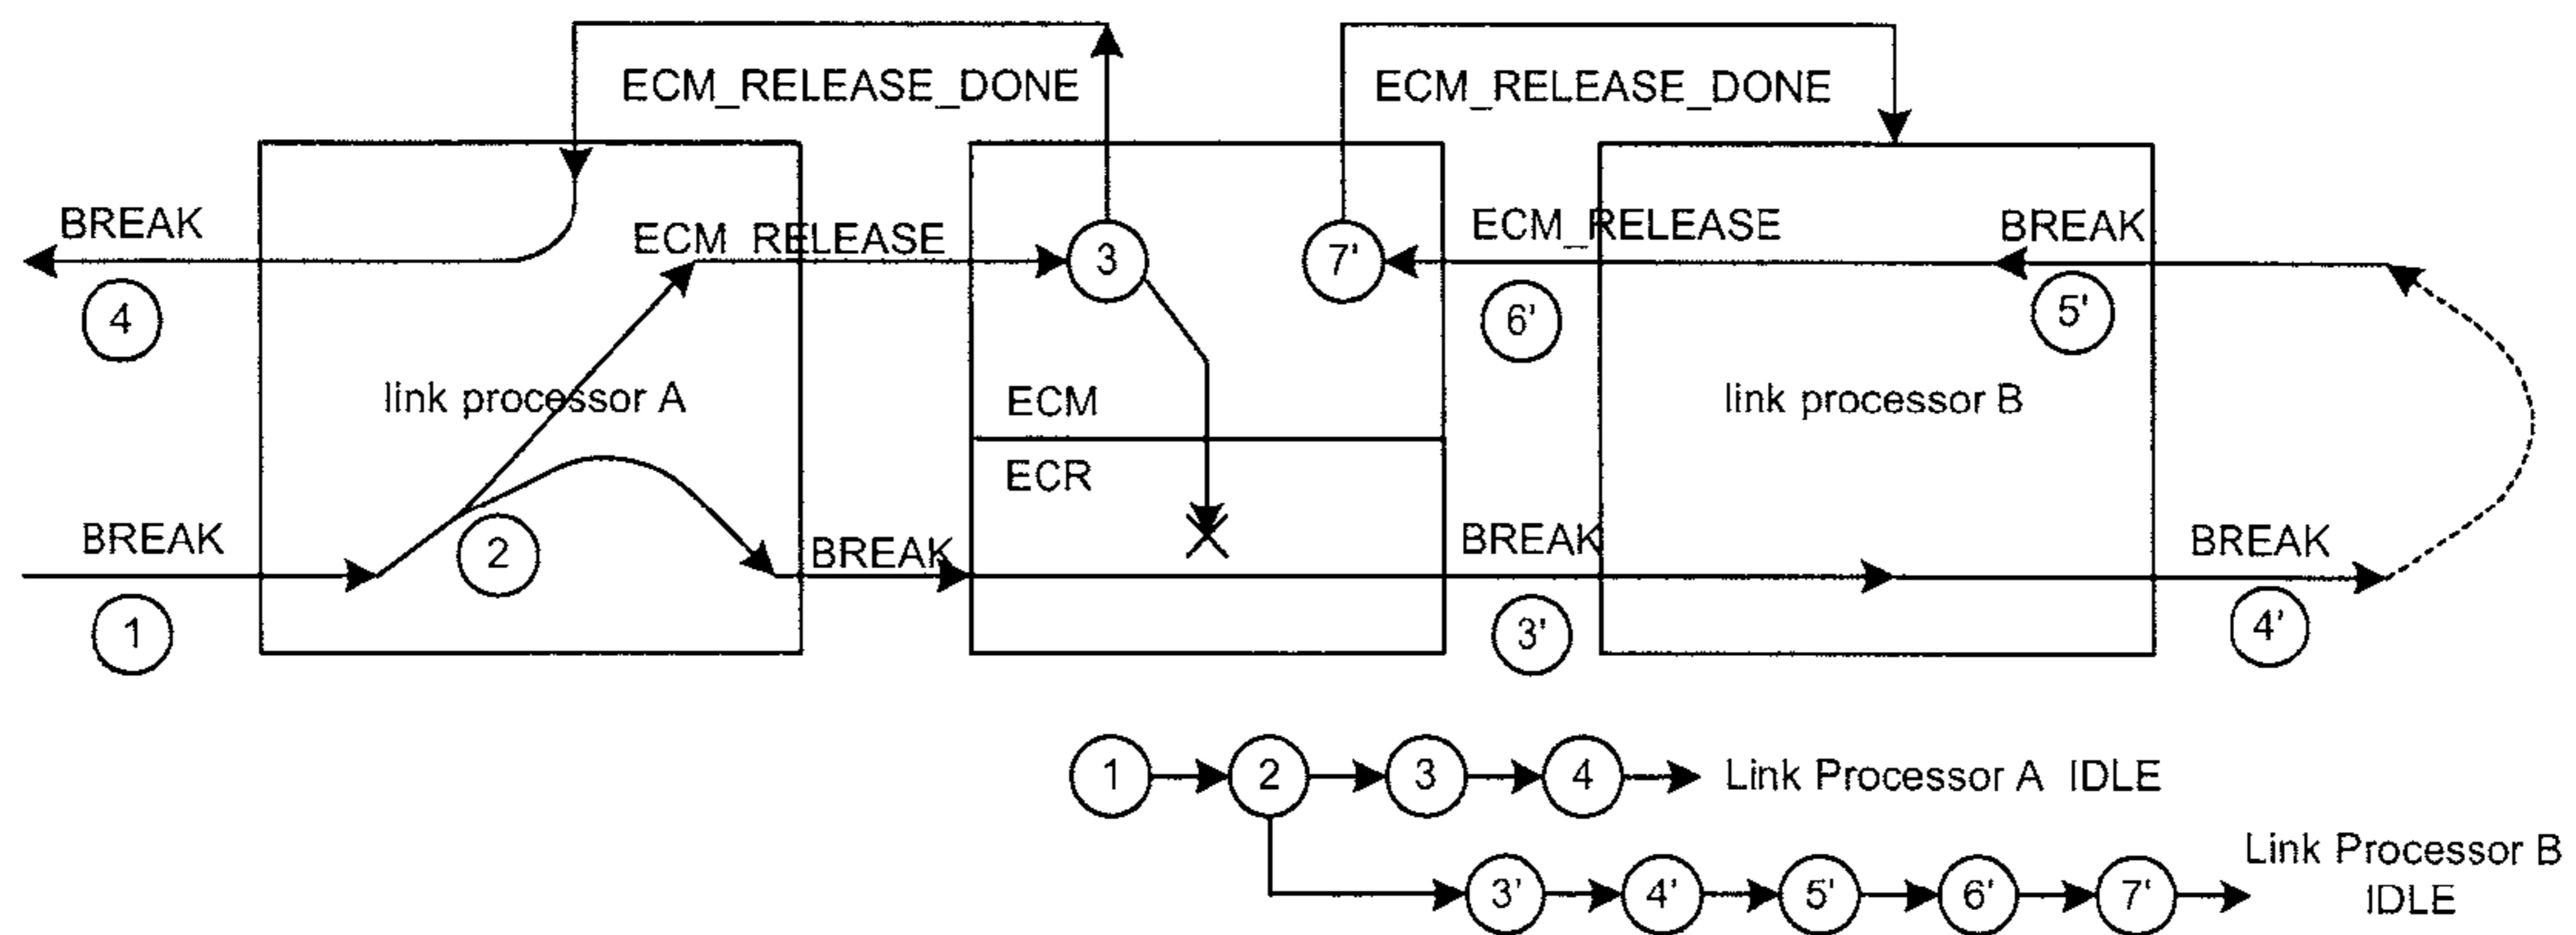 ECM_RELEASE_DONE
ECM_RELEASE_DONE
BREAK
ECM_RELEASE
3
7'
ECM_RELEASE
BREAK
4
6'
5'
link processor A
ECM
link processor B
ECR
BREAK
2
BREAK
BREAK
BREAK
1
3'
4'
1
2
3
4
Link Processor A IDLE
3'
4'
5'
6'
7'
Link Processor B
IDLE